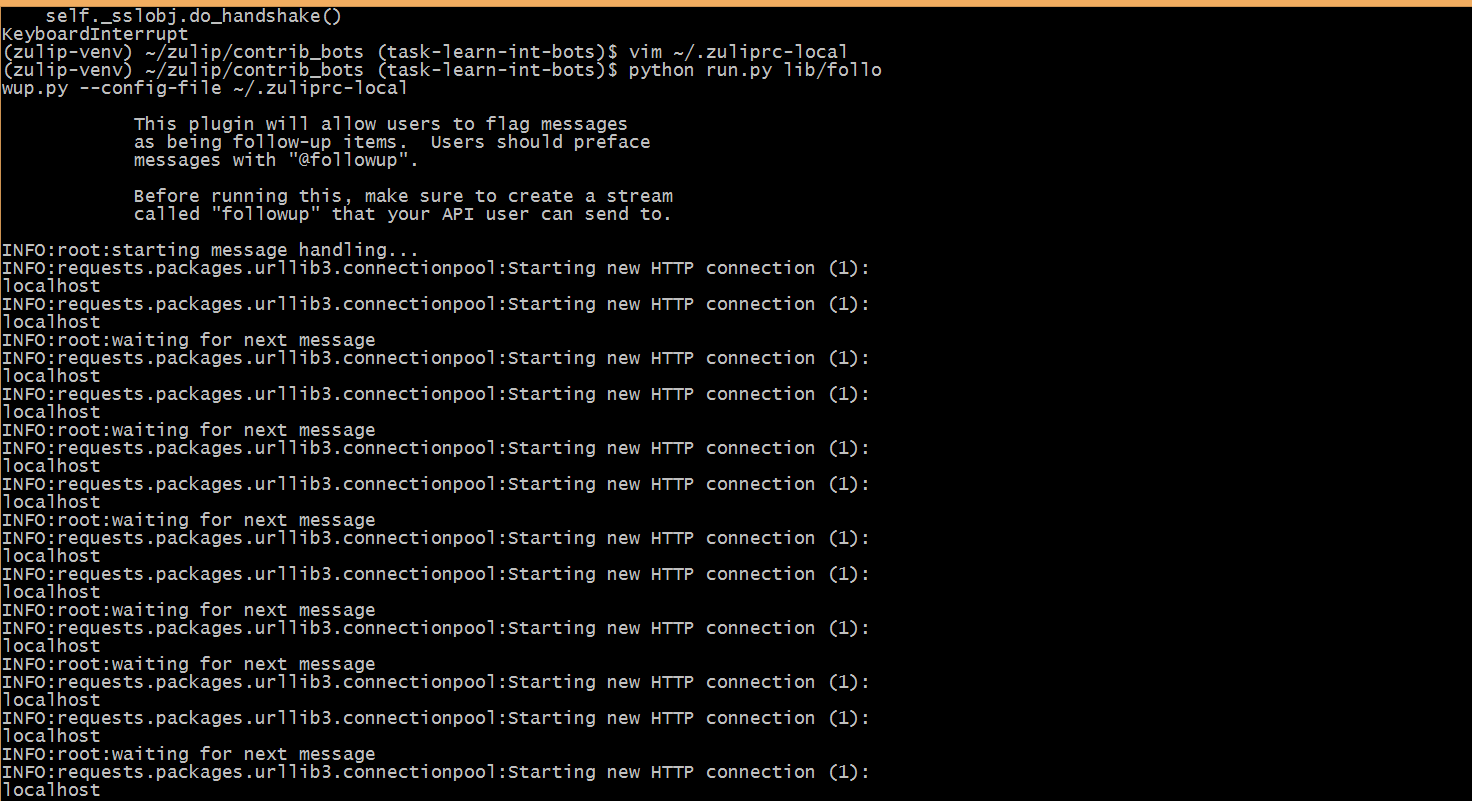 self._sslobj.do_handshake()
KeyboardInterrupt
(zulip-venv) ~/zulip/contrib_bots (task-learn-int-bots)$ vim ~/.zuliprc-local
(zulip-venv) ~/zulip/contrib_bots (task-learn-int-bots)$ python run.py lib/follo
wup.py --config-file ~/.zuliprc-local

            This plugin will allow users to flag messages
            as being follow-up items.  Users should preface
            messages with "@followup".

            Before running this, make sure to create a stream
            called "followup" that your API user can send to.

INFO:root:starting message handling...
INFO:requests.packages.urllib3.connectionpool:Starting new HTTP connection (1):
localhost
INFO:requests.packages.urllib3.connectionpool:Starting new HTTP connection (1):
localhost
INFO:root:waiting for next message
INFO:requests.packages.urllib3.connectionpool:Starting new HTTP connection (1):
localhost
INFO:requests.packages.urllib3.connectionpool:Starting new HTTP connection (1):
localhost
INFO:root:waiting for next message
INFO:requests.packages.urllib3.connectionpool:Starting new HTTP connection (1):
localhost
INFO:requests.packages.urllib3.connectionpool:Starting new HTTP connection (1):
localhost
INFO:root:waiting for next message
INFO:requests.packages.urllib3.connectionpool:Starting new HTTP connection (1):
localhost
INFO:requests.packages.urllib3.connectionpool:Starting new HTTP connection (1):
localhost
INFO:root:waiting for next message
INFO:requests.packages.urllib3.connectionpool:Starting new HTTP connection (1):
localhost
INFO:root:waiting for next message
INFO:requests.packages.urllib3.connectionpool:Starting new HTTP connection (1):
localhost
INFO:requests.packages.urllib3.connectionpool:Starting new HTTP connection (1):
localhost
INFO:root:waiting for next message
INFO:requests.packages.urllib3.connectionpool:Starting new HTTP connection (1):
localhost